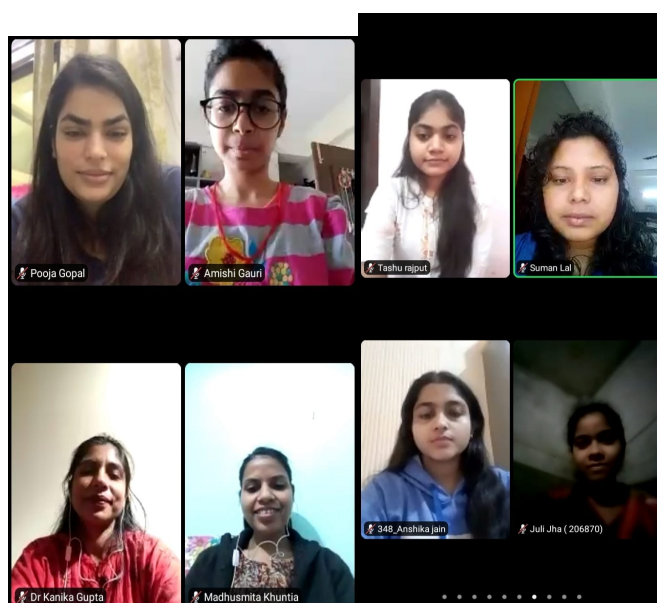 Pooja Gopal
Amishi Gauri
Tashu rajput
Suman Lal
Dr Kanika Gupta
Madhusmita Khuntia
348_Anshika jain
Juli Jha ( 206870)